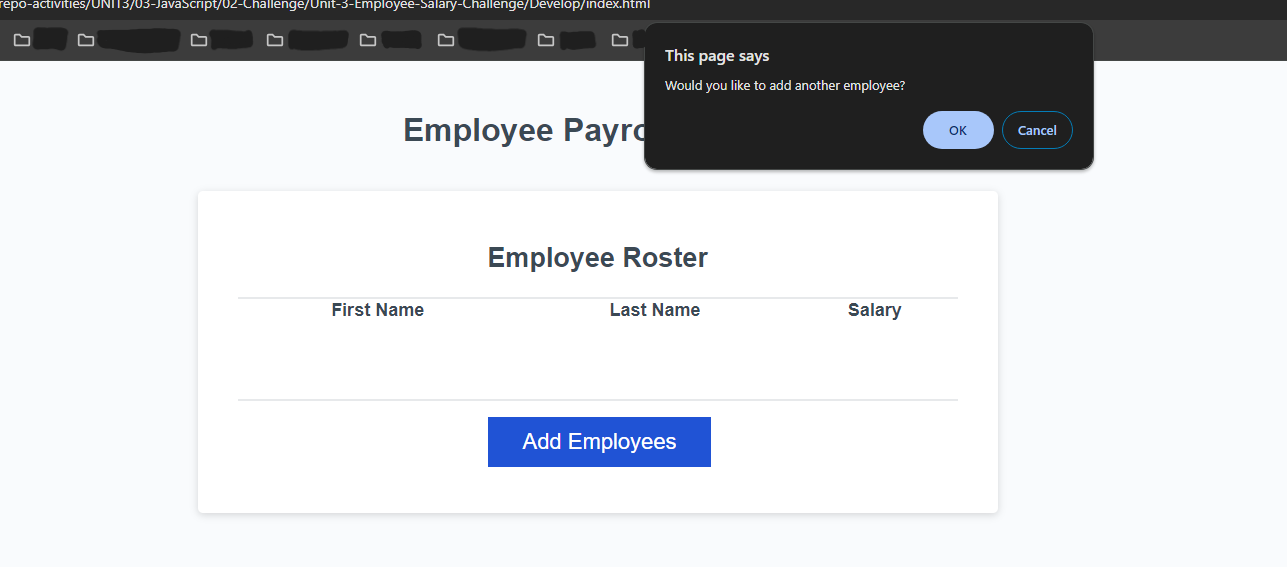 repo-activities/UNIT3/03-JavaScript/02-Challenge/Unit-3-Employee-Salary-Challenge/Develop/index.html
This page says
Would you like to add another employee?
OK Cancel
Employee Payro
Employee Roster
First Name Last Name Salary
Add Employees